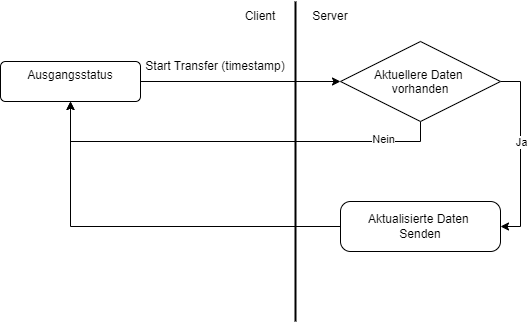 Client
Server
Start Transfer (timestamp)
Ausgangsstatus
Aktuellere Daten
vorhanden
Nein
Ja
Aktualisierte Daten
Senden